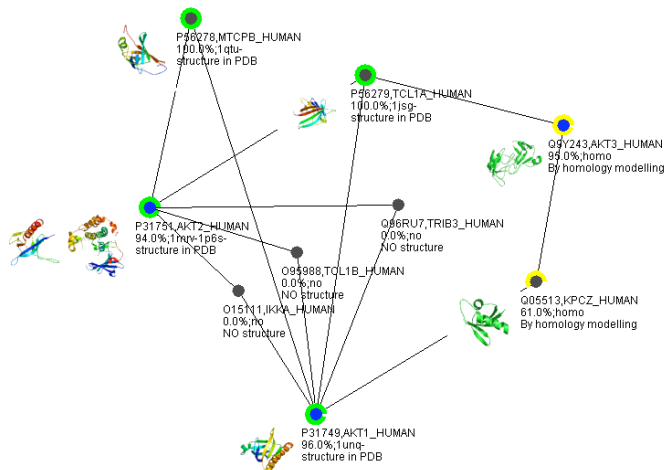 P56278,MTCPB_HUMAN
100.0%;1qtu-
structure in PDB
P56279,TCL1A_HUMAN
100.0%;1jsg-
structure in PDB
Q9Y243,AKT3_HUMAN
95.0%;homo
By homology modelling
P31751,AKT2_HUMAN
94.0%;1mrv-1p6s-
structure in PDB
Q96RU7,TRIB3_HUMAN
0.0%;no
NO structure
O95988,TCL1B_HUMAN
0.0%;no
NO structure
O15111,IKKA_HUMAN
0.0%;no
NO structure
Q05513,KPCZ_HUMAN
61.0%;homo
By homology modelling
P31749,AKT1_HUMAN
96.0%;1unq-
structure in PDB